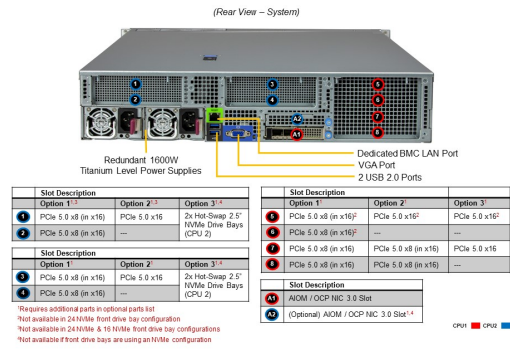 (Rear View – System)
1
2
3
4
5
6
7
8
A2
A1
Dedicated BMC LAN Port
VGA Port
2 USB 2.0 Ports
Redundant 1600W
Titanium Level Power Supplies
Slot Description
Option 1¹·³ Option 2¹·³ Option 3¹·⁴
1 PCIe 5.0 x8 (in x16) PCIe 5.0 x16 2x Hot-Swap 2.5" NVMe Drive Bays (CPU 2)
2 PCIe 5.0 x8 (in x16) ---
Slot Description
Option 1¹ Option 2¹ Option 3¹·⁴
3 PCIe 5.0 x8 (in x16) PCIe 5.0 x16 2x Hot-Swap 2.5" NVMe Drive Bays (CPU 2)
4 PCIe 5.0 x8 (in x16) ---
¹Requires additional parts in optional parts list
²Not available in 24 NVMe front drive bay configuration
³Not available in 24 NVMe & 16 NVMe front drive bay configurations
⁴Not available if front drive bays are using an NVMe configuration
Slot Description
Option 1¹ Option 2¹ Option 3¹
5 PCIe 5.0 x8 (in x16)² PCIe 5.0 x16² PCIe 5.0 x16²
6 PCIe 5.0 x8 (in x16)² --- ---
7 PCIe 5.0 x8 (in x16) PCIe 5.0 x8 (in x16) PCIe 5.0 x16
8 PCIe 5.0 x8 (in x16) PCIe 5.0 x8 (in x16) ---
Slot Description
A1 AIOM / OCP NIC 3.0 Slot
A2 (Optional) AIOM / OCP NIC 3.0 Slot¹·⁴
CPU1 CPU2